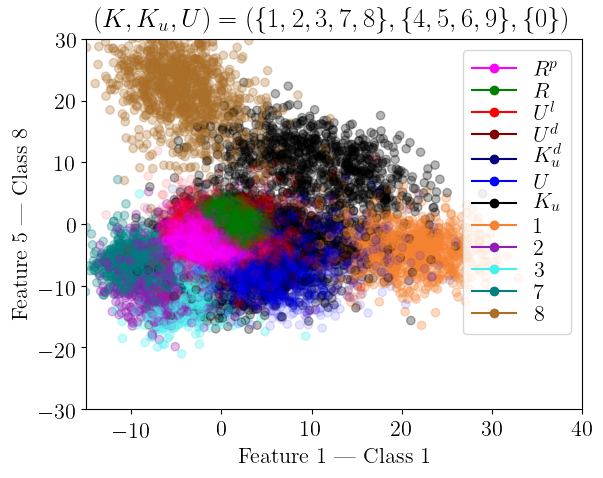 (K, K_u, U) = ({1, 2, 3, 7, 8}, {4, 5, 6, 9}, {0})
30
20
10
0
−10
−20
−30
Feature 5 — Class 8
−10
0
10
20
30
40
Feature 1 — Class 1
R^p
R
U^l
U^d
K_u^d
U
K_u
1
2
3
7
8